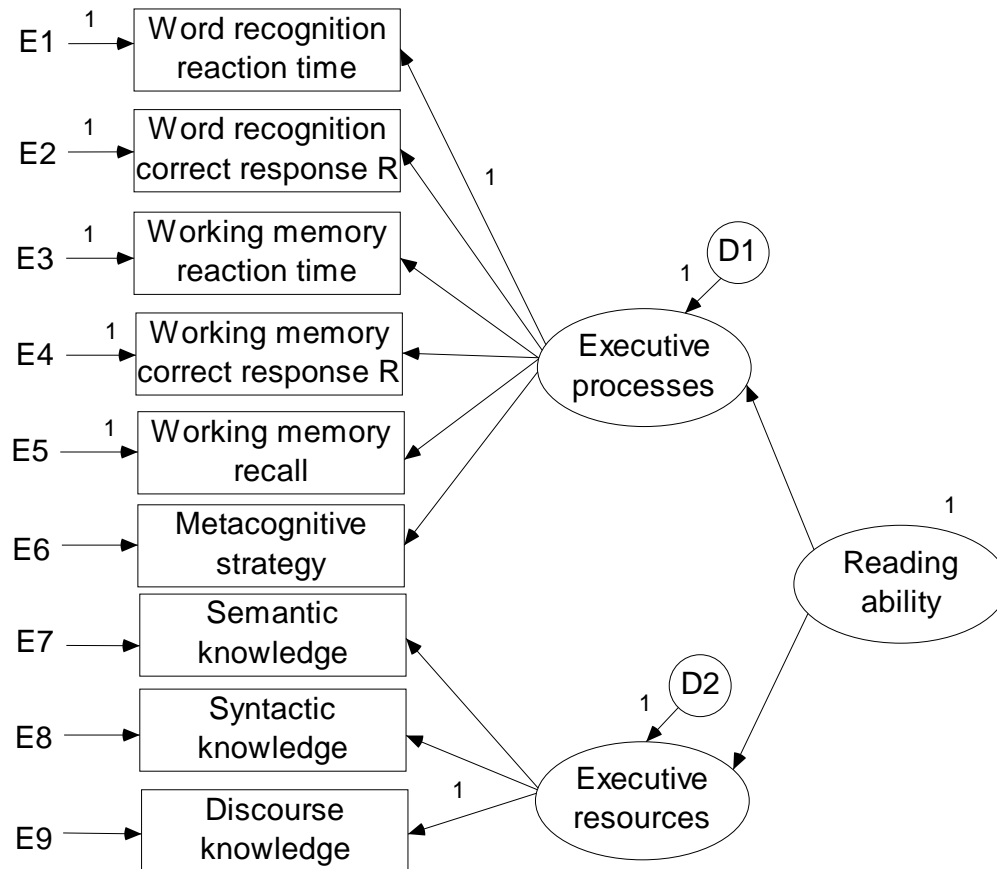 E1
1
Word recognition
reaction time
E2
1
Word recognition
correct response R
E3
1
Working memory
reaction time
E4
1
Working memory
correct response R
E5
1
Working memory
recall
E6
Metacognitive
strategy
E7
Semantic
knowledge
E8
Syntactic
knowledge
E9
Discourse
knowledge
1
1
D1
1
Executive
processes
D2
1
Executive
resources
1
Reading
ability